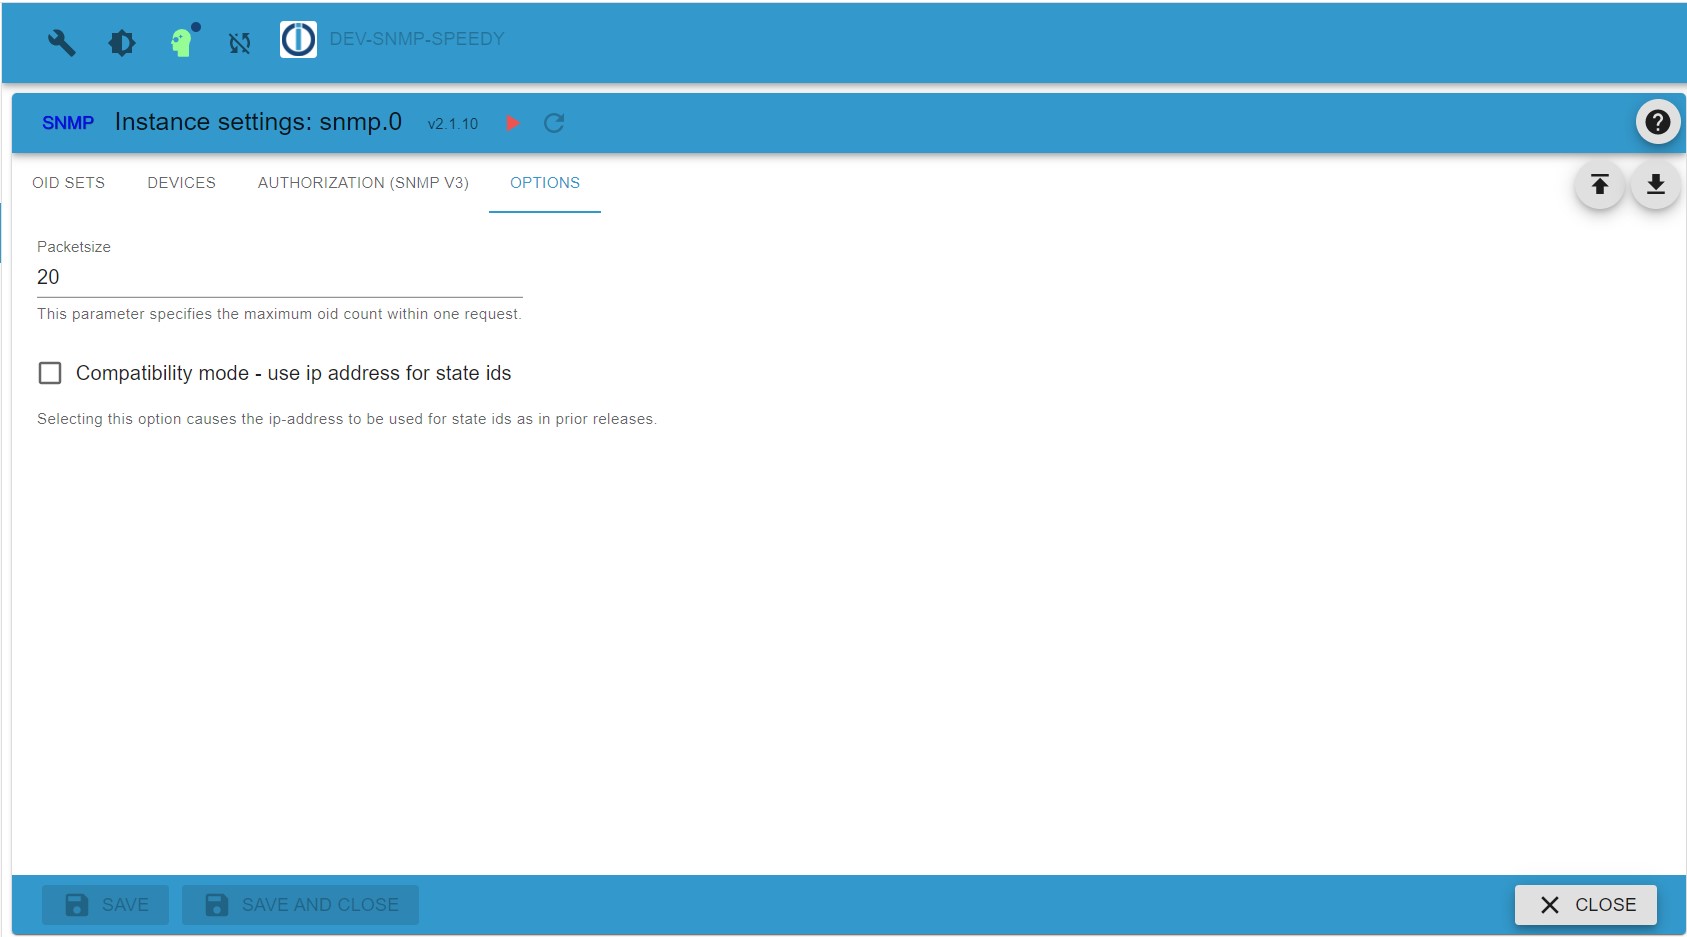 DEV-SNMP-SPEEDY
SNMP Instance settings: snmp.0 v2.1.10
OID SETS DEVICES AUTHORIZATION (SNMP V3) OPTIONS
Packetsize
20
This parameter specifies the maximum oid count within one request.
Compatibility mode - use ip address for state ids
Selecting this option causes the ip-address to be used for state ids as in prior releases.
SAVE SAVE AND CLOSE CLOSE